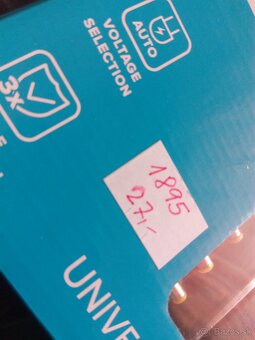 AUTO
VOLTAGE
SELECTION
3x
E
1895
27,-
UNIVE